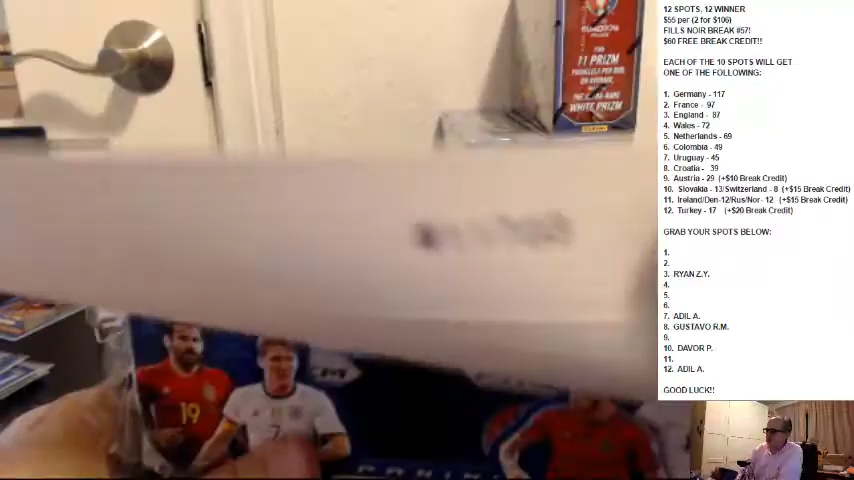 12 SPOTS, 12 WINNER
$55 per (2 for $106)
FILLS NOIR BREAK #57!
$60 FREE BREAK CREDIT!!
EACH OF THE 10 SPOTS WILL GET
ONE OF THE FOLLOWING:
1. Germany - 117
2. France - 97
3. England - 87
4. Wales - 72
5. Netherlands - 69
6. Colombia - 49
7. Uruguay - 45
8. Croatia - 39
9. Austria - 29 (+$10 Break Credit)
10. Slovakia - 13/Switzerland - 8 (+$15 Break Credit)
11. Ireland/Den-12/Rus/Nor- 12 (+$15 Break Credit)
12. Turkey - 17 (+$20 Break Credit)
GRAB YOUR SPOTS BELOW:
1.
2.
3. RYAN Z.Y.
4.
5.
6.
7. ADIL A.
8. GUSTAVO R.M.
9.
10. DAVOR P.
11.
12. ADIL A.
GOOD LUCK!!
11 PRIZM
WHITE PRIZM
19
7
PANINI